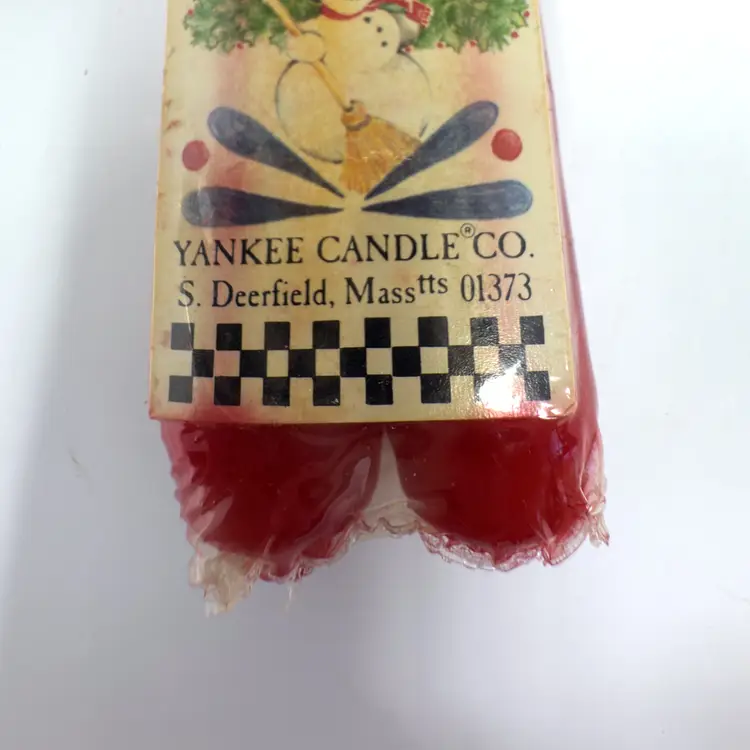 YANKEE CANDLE® CO.
S. Deerfield, Masstts 01373